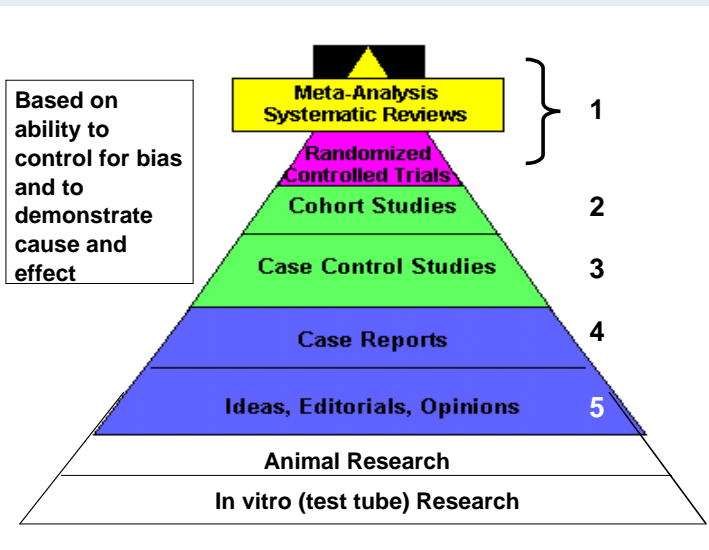 Based on
ability to
control for bias
and to
demonstrate
cause and
effect
Meta-Analysis
Systematic Reviews
1
Randomized
Controlled Trials
Cohort Studies
2
Case Control Studies
3
Case Reports
4
Ideas, Editorials, Opinions
5
Animal Research
In vitro (test tube) Research